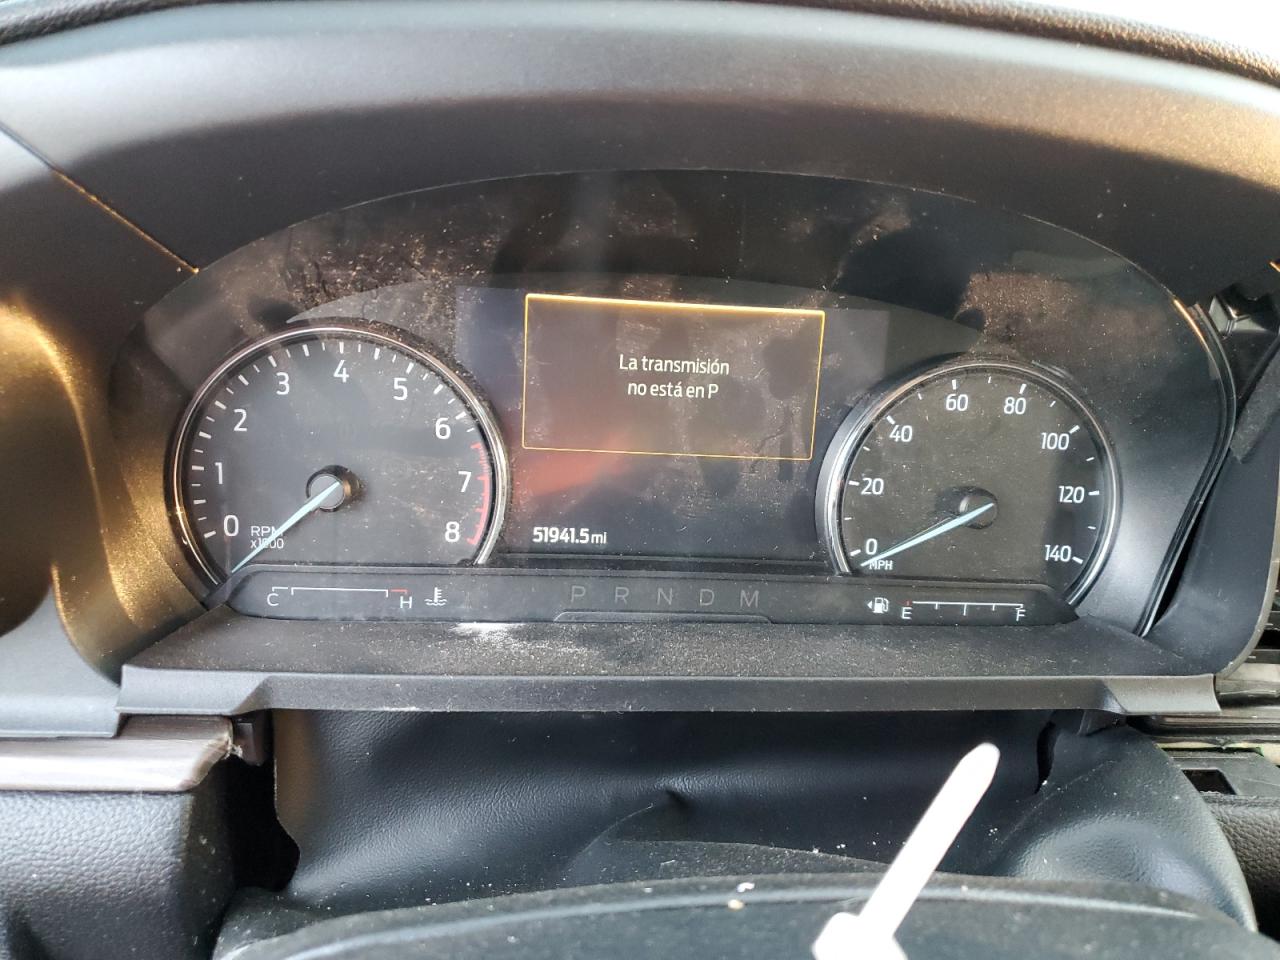 La transmisión
no está en P
0 1 2 3 4 5 6 7 8
RPM
x1000
0 20 40 60 80 100 120 140
MPH
51941.5 mi
C H
P R N D M
E F